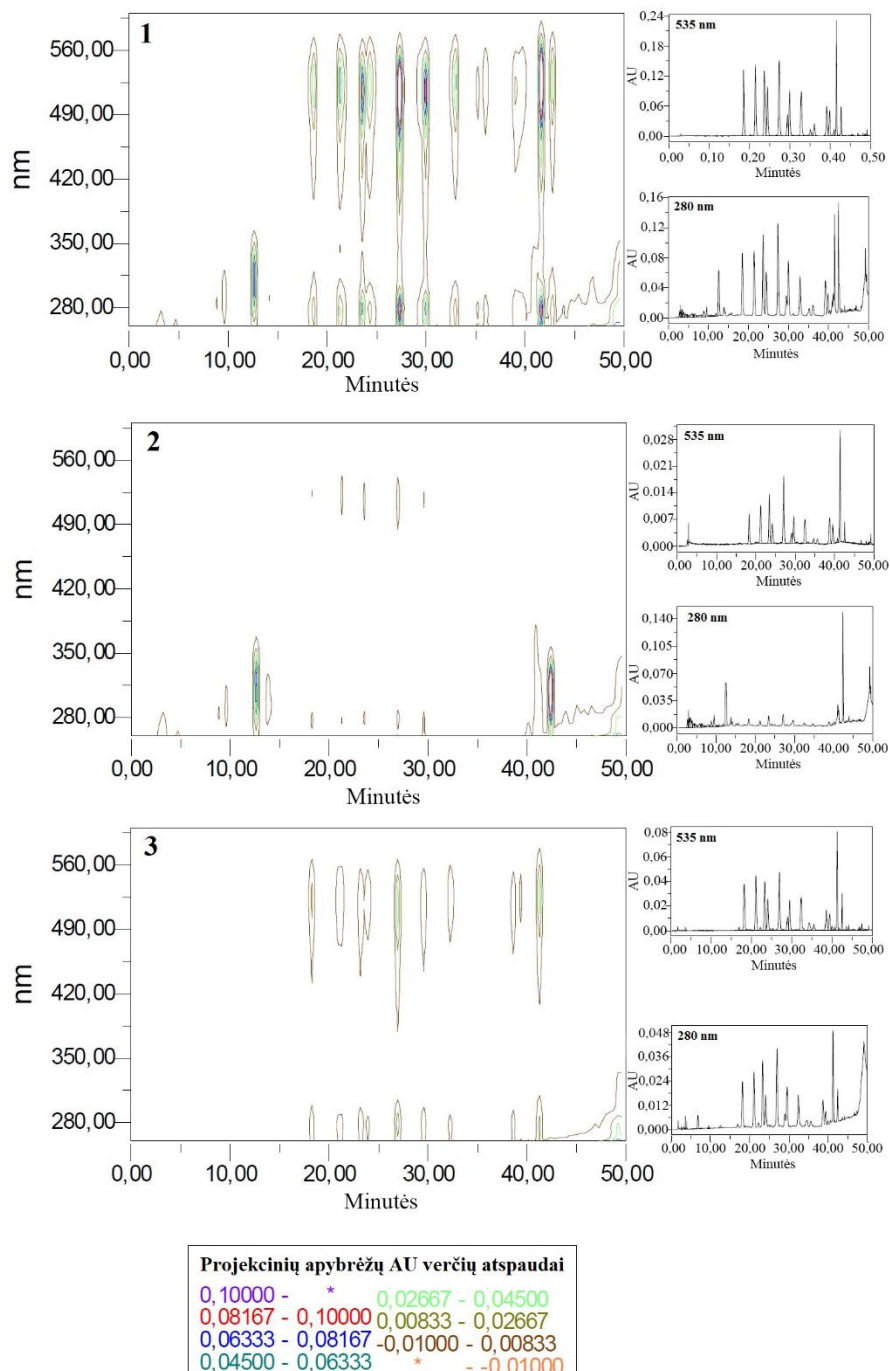 1
nm
560,00
490,00
420,00
350,00
280,00
0,00 10,00 20,00 30,00 40,00 50,00
Minutės
535 nm
AU
0,24
0,18
0,12
0,06
0,00
0,00 0,10 0,20 0,30 0,40 0,50
Minutės
280 nm
AU
0,16
0,12
0,08
0,04
0,00
0,00 10,00 20,00 30,00 40,00 50,00
Minutės
2
nm
560,00
490,00
420,00
350,00
280,00
0,00 10,00 20,00 30,00 40,00 50,00
Minutės
535 nm
AU
0,028
0,021
0,014
0,007
0,000
0,00 10,00 20,00 30,00 40,00 50,00
Minutės
280 nm
AU
0,140
0,105
0,070
0,035
0,000
0,00 10,00 20,00 30,00 40,00 50,00
Minutės
3
nm
560,00
490,00
420,00
350,00
280,00
0,00 10,00 20,00 30,00 40,00 50,00
Minutės
535 nm
AU
0,08
0,06
0,04
0,02
0,00
0,00 10,00 20,00 30,00 40,00 50,00
Minutės
280 nm
AU
0,048
0,036
0,024
0,012
0,000
0,00 10,00 20,00 30,00 40,00 50,00
Minutės
Projekcinių apybrėžų AU verčių atspaudai
0,10000 - * 0,02667 - 0,04500
0,08167 - 0,10000 0,00833 - 0,02667
0,06333 - 0,08167 -0,01000 - 0,00833
0,04500 - 0,06333 * - -0,01000